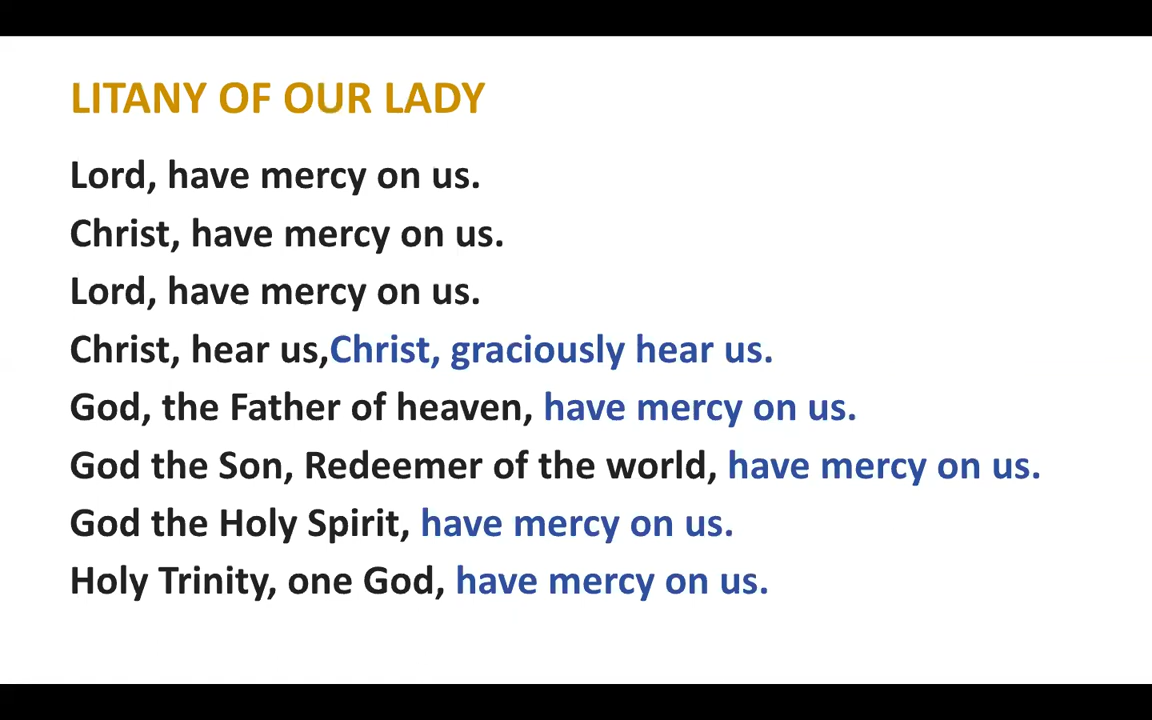 LITANY OF OUR LADY
Lord, have mercy on us.
Christ, have mercy on us.
Lord, have mercy on us.
Christ, hear us,Christ, graciously hear us.
God, the Father of heaven, have mercy on us.
God the Son, Redeemer of the world, have mercy on us.
God the Holy Spirit, have mercy on us.
Holy Trinity, one God, have mercy on us.